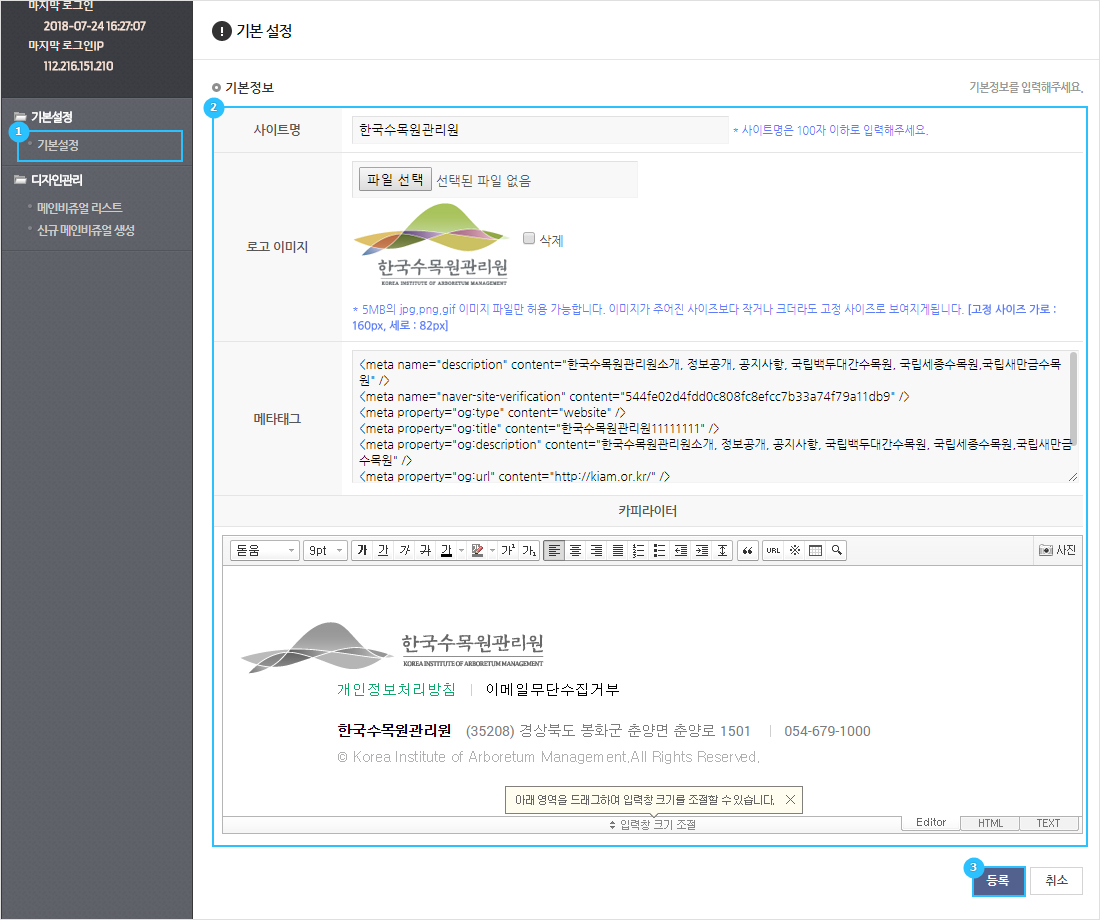 마지막 로그인
2018-07-24 16:27:07
마지막 로그인IP
112.216.151.210
기본설정
1
기본설정
디자인관리
메인비쥬얼 리스트
신규 메인비쥬얼 생성
! 기본 설정
기본정보
기본정보를 입력해주세요.
2
사이트명
한국수목원관리원
* 사이트명은 100자 이하로 입력해주세요.
로고 이미지
파일 선택 선택된 파일 없음
한국수목원관리원
KOREA INSTITUTE OF ARBORETUM MANAGEMENT
삭제
* 5MB의 jpg,png,gif 이미지 파일만 허용 가능합니다. 이미지가 주어진 사이즈보다 작거나 크더라도 고정 사이즈로 보여지게됩니다. [고정 사이즈 가로 :
160px, 세로 : 82px]
메타태그
<meta name="description" content="한국수목원관리원소개, 정보공개, 공지사항, 국립백두대간수목원, 국립세종수목원,국립새만금수목
원" />
<meta name="naver-site-verification" content="544fe02d4fdd0c808fc8efcc7b33a74f79a11db9" />
<meta property="og:type" content="website" />
<meta property="og:title" content="한국수목원관리원11111111" />
<meta property="og:description" content="한국수목원관리원소개, 정보공개, 공지사항, 국립백두대간수목원, 국립세종수목원,국립새만금
수목원" />
<meta property="og:url" content="http://kiam.or.kr/" />
카피라이터
돋움 9pt 가 가 가 가 가 가² 가₂ “ URL ※ 사진
한국수목원관리원
KOREA INSTITUTE OF ARBORETUM MANAGEMENT
개인정보처리방침 | 이메일무단수집거부
한국수목원관리원 (35208) 경상북도 봉화군 춘양면 춘양로 1501 | 054-679-1000
© Korea Institute of Arboretum Management,All Rights Reserved.
아래 영역을 드래그하여 입력창 크기를 조절할 수 있습니다.
입력창 크기 조절
Editor HTML TEXT
3
등록 취소